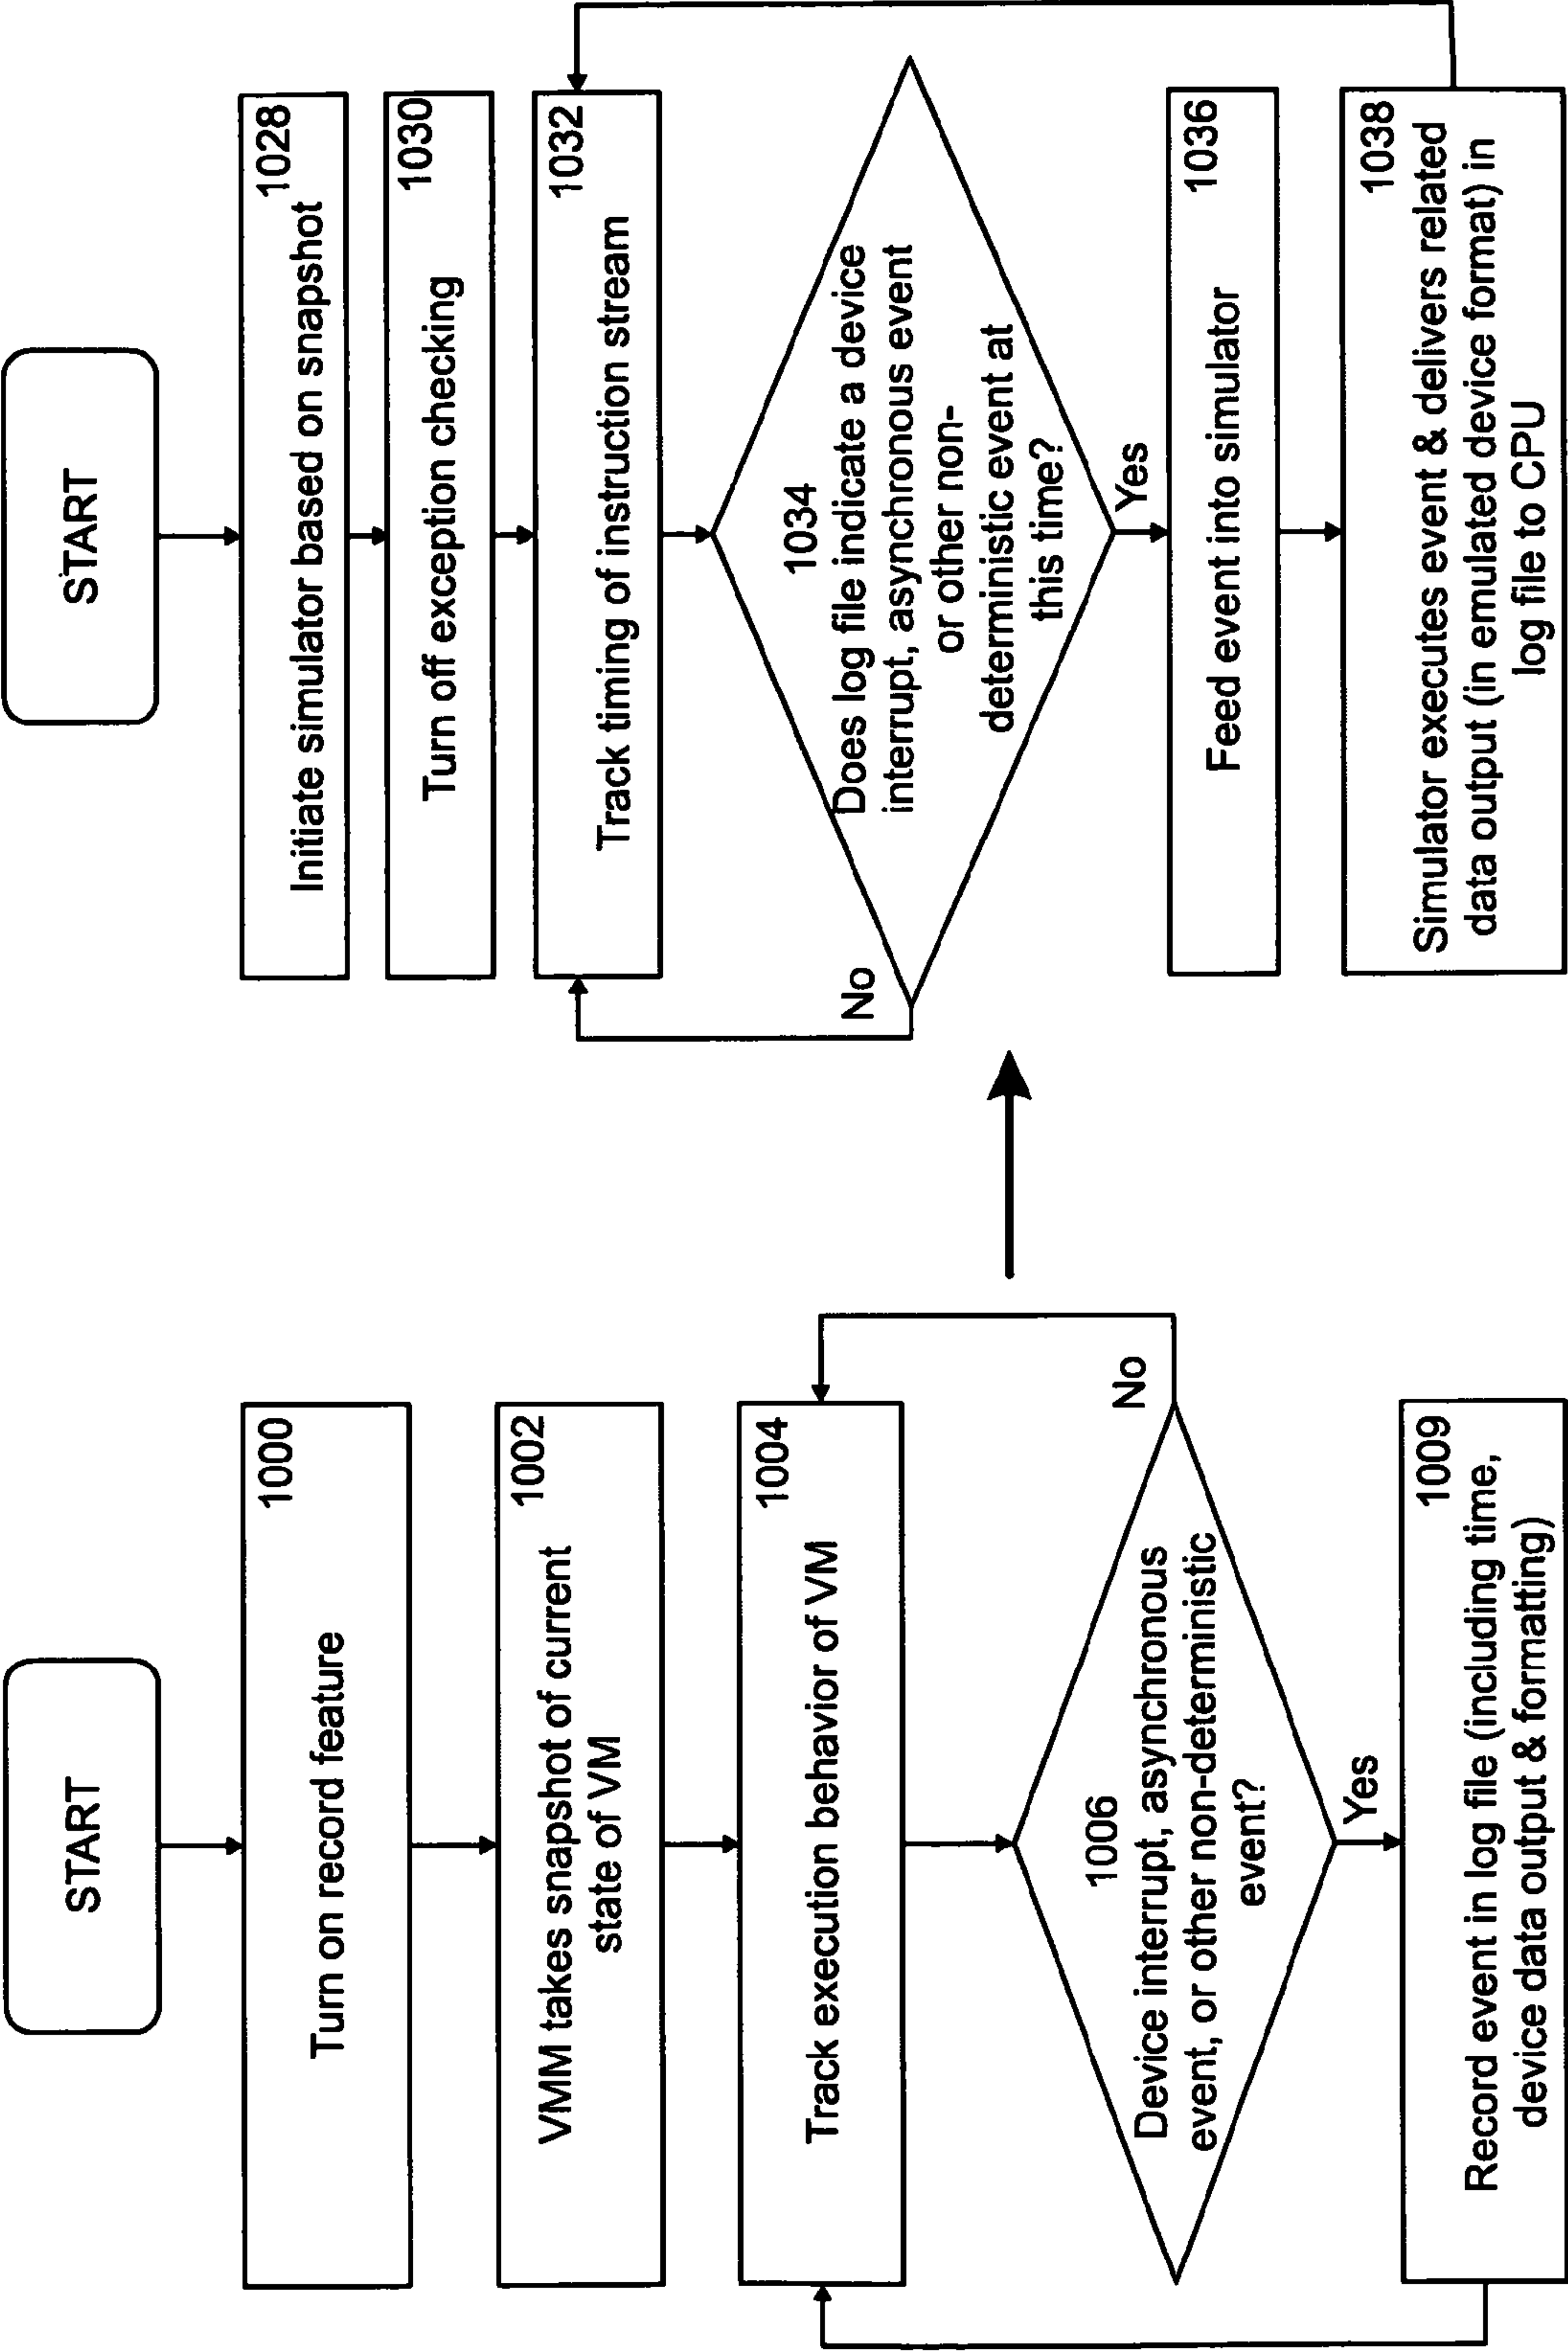 START
1000
Turn on record feature
1002
VMM takes snapshot of current
state of VM
1004
Track execution behavior of VM
1006
Device interrupt, asynchronous
event, or other non-deterministic
event?
No
Yes
1009
Record event in log file (including time,
device data output & formatting)
START
1028
Initiate simulator based on snapshot
1030
Turn off exception checking
1032
Track timing of instruction stream
1034
Does log file indicate a device
interrupt, asynchronous event
or other non-
deterministic event at
this time?
No
Yes
1036
Feed event into simulator
1038
Simulator executes event & delivers related
data output (in emulated device format) in
log file to CPU